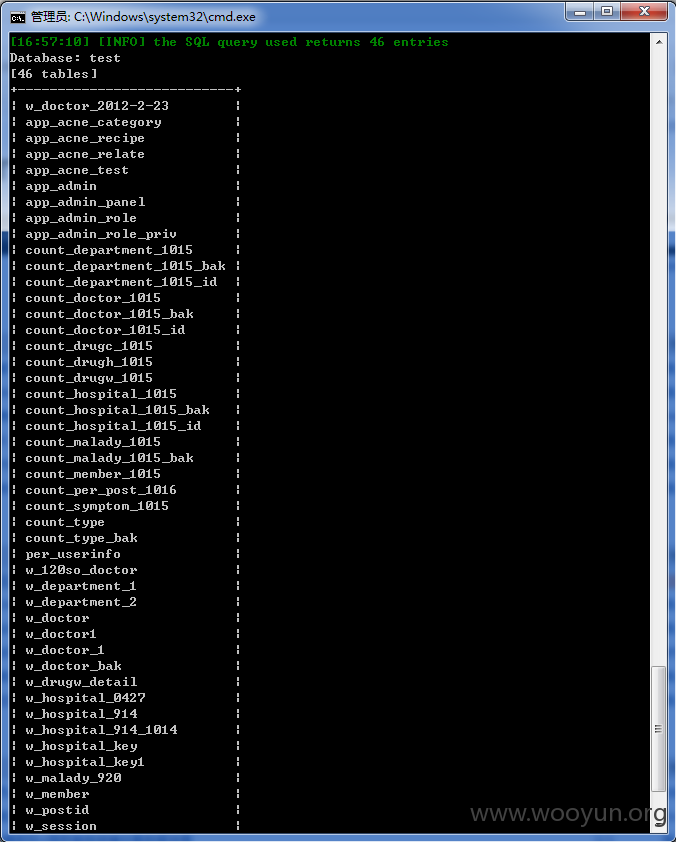 管理员: C:\Windows\system32\cmd.exe
[16:57:10] [INFO] the SQL query used returns 46 entries
Database: test
[46 tables]
+---------------------------+
| w_doctor_2012-2-23 |
| app_acne_category |
| app_acne_recipe |
| app_acne_relate |
| app_acne_test |
| app_admin |
| app_admin_panel |
| app_admin_role |
| app_admin_role_priv |
| count_department_1015 |
| count_department_1015_bak |
| count_department_1015_id |
| count_doctor_1015 |
| count_doctor_1015_bak |
| count_doctor_1015_id |
| count_drugc_1015 |
| count_drugh_1015 |
| count_drugw_1015 |
| count_hospital_1015 |
| count_hospital_1015_bak |
| count_hospital_1015_id |
| count_malady_1015 |
| count_malady_1015_bak |
| count_member_1015 |
| count_per_post_1016 |
| count_symptom_1015 |
| count_type |
| count_type_bak |
| per_userinfo |
| w_120so_doctor |
| w_department_1 |
| w_department_2 |
| w_doctor |
| w_doctor1 |
| w_doctor_1 |
| w_doctor_bak |
| w_drugw_detail |
| w_hospital_0427 |
| w_hospital_914 |
| w_hospital_914_1014 |
| w_hospital_key |
| w_hospital_key1 |
| w_malady_920 |
| w_member |
| w_postid |
| w_session |
www.wooyun.org